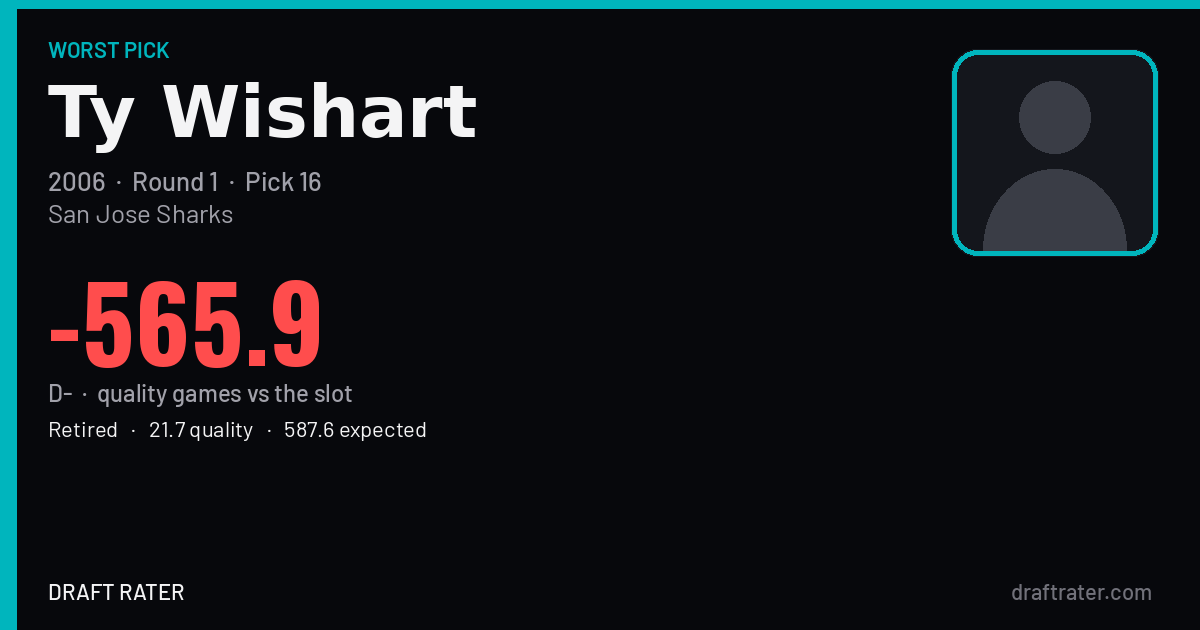 WORST PICK
Ty Wishart
2006 · Round 1 · Pick 16
San Jose Sharks
-565.9
D- · quality games vs the slot
Retired · 21.7 quality · 587.6 expected
DRAFT RATER
draftrater.com